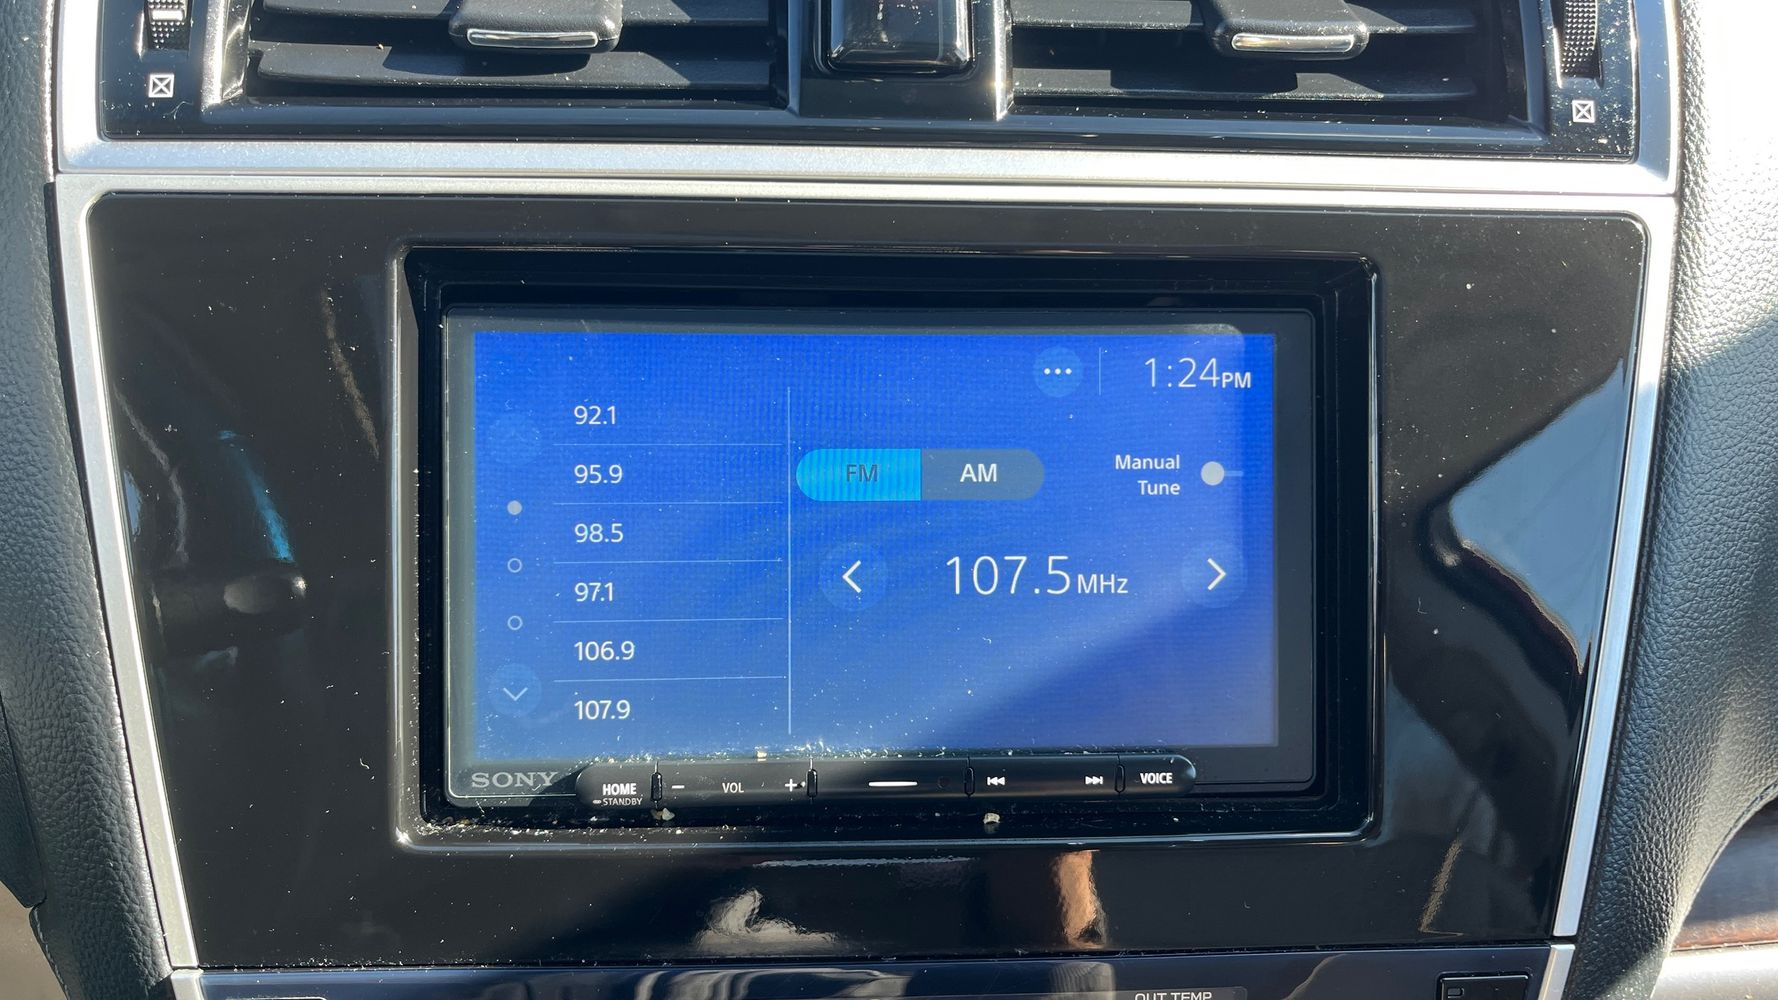 1:24PM
92.1
95.9
98.5
97.1
106.9
107.9
FM AM
Manual
Tune
107.5MHz
SONY
HOME
STANDBY
− VOL +
VOICE
OUT TEMP